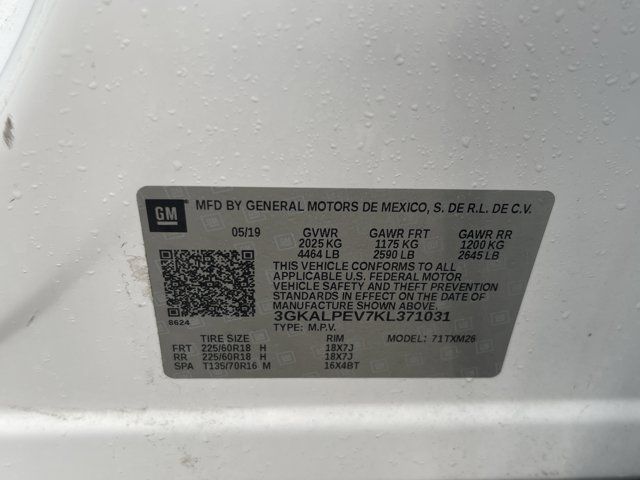 GM MFD BY GENERAL MOTORS DE MEXICO, S. DE R.L. DE C.V.
05/19 GVWR GAWR FRT GAWR RR
2025 KG 1175 KG 1200 KG
4464 LB 2590 LB 2645 LB
THIS VEHICLE CONFORMS TO ALL
APPLICABLE U.S. FEDERAL MOTOR
VEHICLE SAFETY AND THEFT PREVENTION
STANDARDS IN EFFECT ON THE DATE OF
MANUFACTURE SHOWN ABOVE.
3GKALPEV7KL371031
8624 TYPE: M.P.V.
TIRE SIZE RIM MODEL: 71TXM26
FRT 225/60R18 H 18X7J
RR 225/60R18 H 18X7J
SPA T135/70R16 M 16X4BT